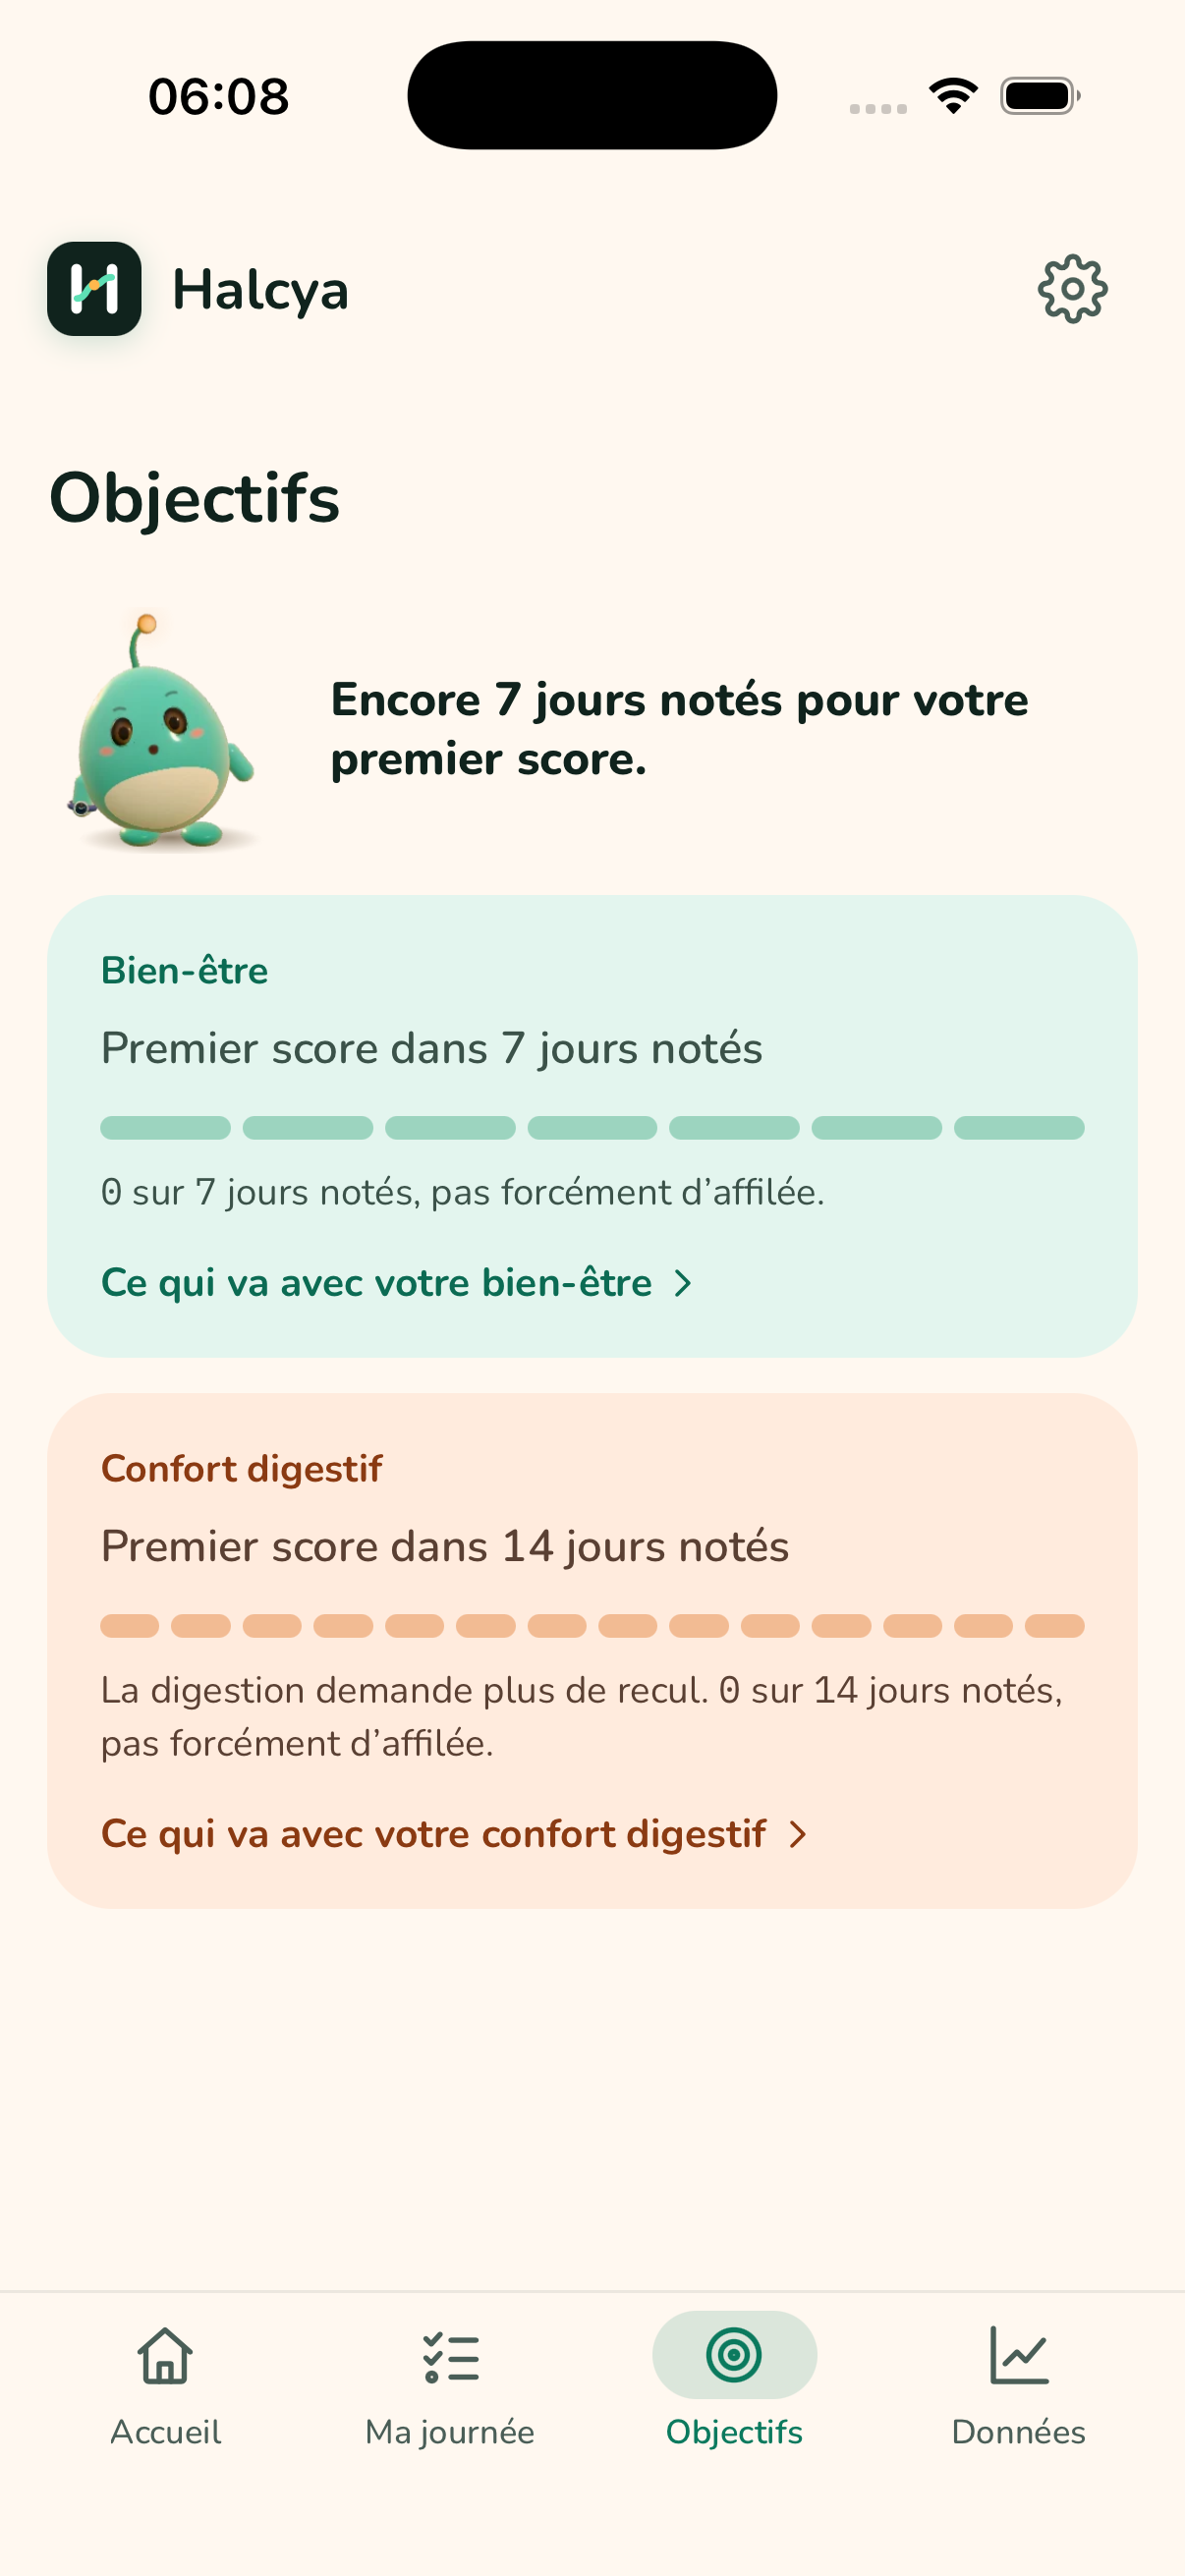 06:08
Halcya
Objectifs
Encore 7 jours notés pour votre
premier score.
Bien-être
Premier score dans 7 jours notés
0 sur 7 jours notés, pas forcément d’affilée.
Ce qui va avec votre bien-être
Confort digestif
Premier score dans 14 jours notés
La digestion demande plus de recul. 0 sur 14 jours notés,
pas forcément d’affilée.
Ce qui va avec votre confort digestif
Accueil
Ma journée
Objectifs
Données